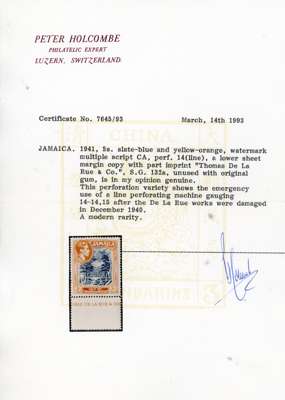 PETER HOLCOMBE
PHILATELIC EXPERT
LUZERN, SWITZERLAND.
Certificate No. 7645/93 March, 14th 1993
JAMAICA, 1941, 5s. slate-blue and yellow-orange, watermark
multiple script CA, perf. 14(line), a lower sheet
margin copy with part imprint "Thomas De La
Rue & Co.", S.G. 132a, unused with original
gum, is in my opinion genuine.
This perforation variety shows the emergency
use of a line perforating machine gauging
14-14,15 after the De La Rue works were damaged
in December 1940.
A modern rarity.
CHINA
JAMAICA